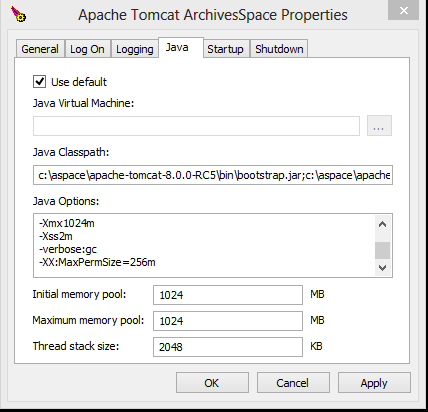 Apache Tomcat ArchivesSpace Properties
General Log On Logging Java Startup Shutdown
Use default
Java Virtual Machine:
...
Java Classpath:
c:\aspace\apache-tomcat-8.0.0-RC5\bin\bootstrap.jar;c:\aspace\apache
Java Options:
-Xmx1024m
-Xss2m
-verbose:gc
-XX:MaxPermSize=256m
Initial memory pool: 1024 MB
Maximum memory pool: 1024 MB
Thread stack size: 2048 KB
OK Cancel Apply